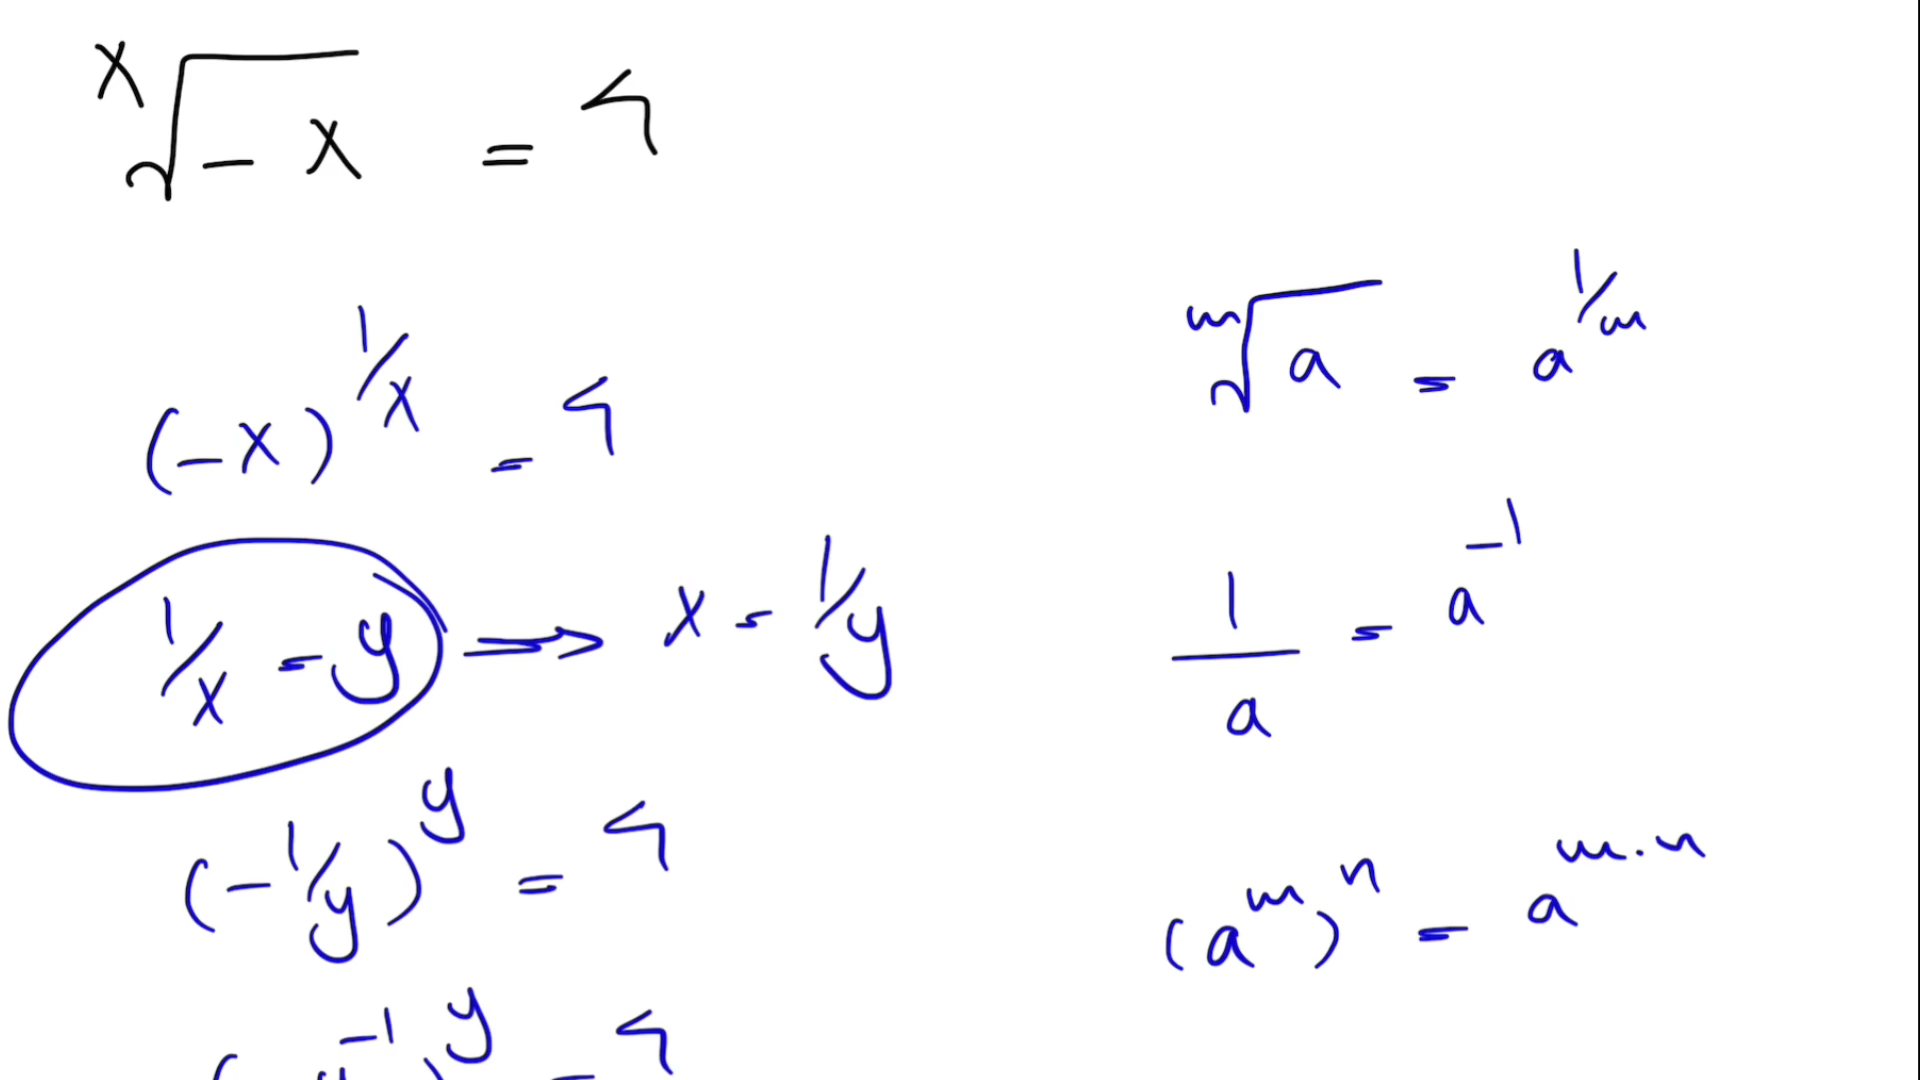 ˣ√-x = 4
(-x)^1/x = 4
1/x = y ⇒ x = 1/y
(-1/y)^y = 4
ᵐ√a = a^1/m
1/a = a^-1
(a^m)^n = a^m·n